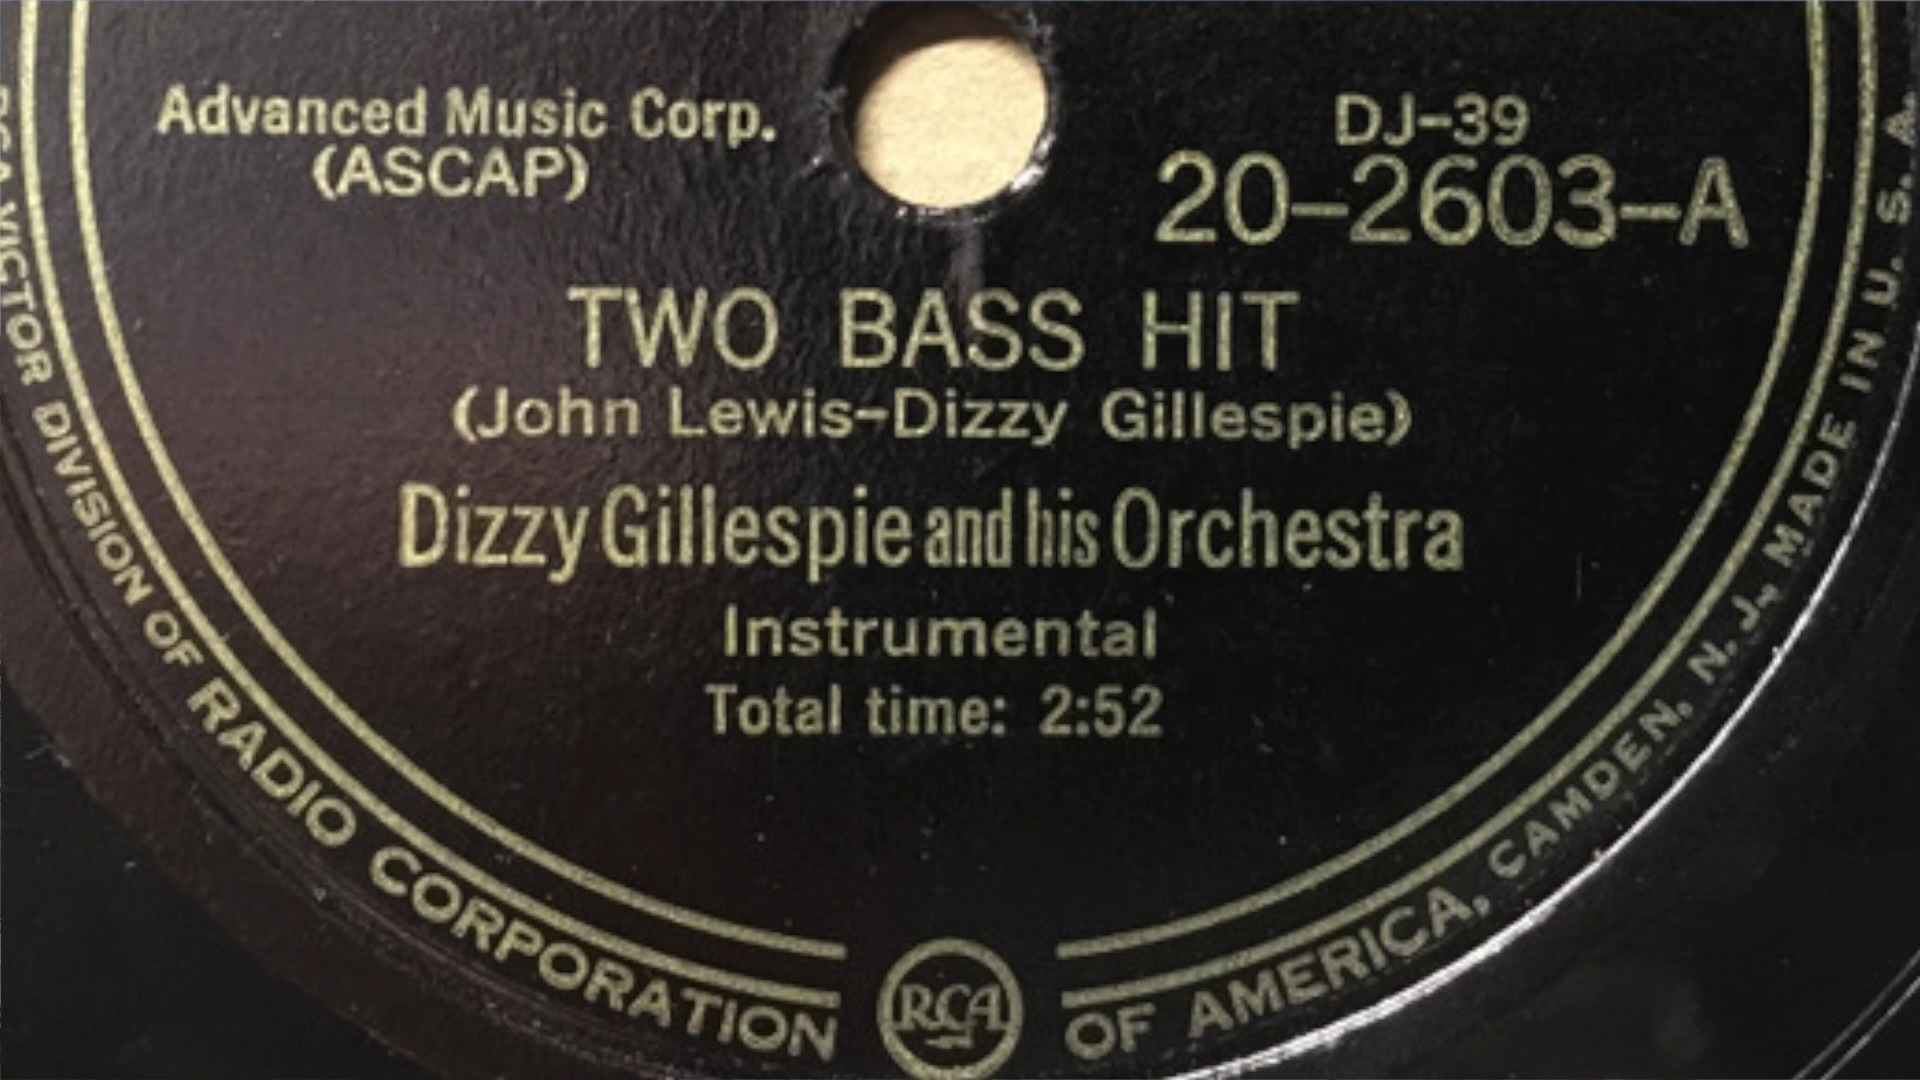 Advanced Music Corp.
(ASCAP)
DJ-39
20-2603-A
TWO BASS HIT
(John Lewis-Dizzy Gillespie)
Dizzy Gillespie and his Orchestra
Instrumental
Total time: 2:52
VICTOR DIVISION OF RADIO CORPORATION OF AMERICA, CAMDEN, N. J., MADE IN U. S. A.
RCA